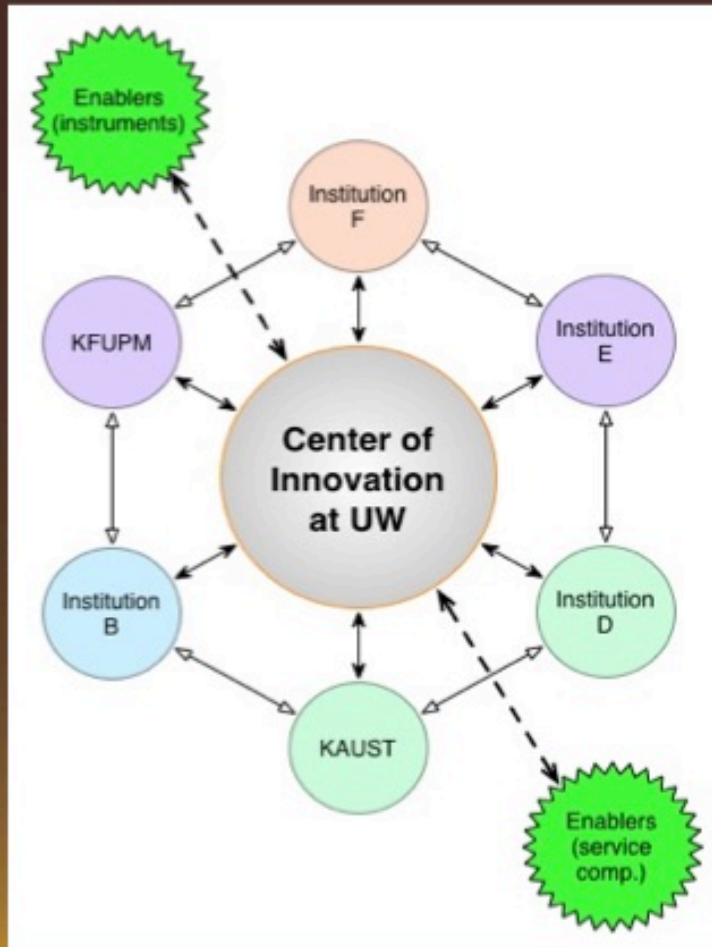 Enablers
(instruments)
Institution
F
KFUPM
Institution
E
Center of
Innovation
at UW
Institution
B
Institution
D
KAUST
Enablers
(service
comp.)